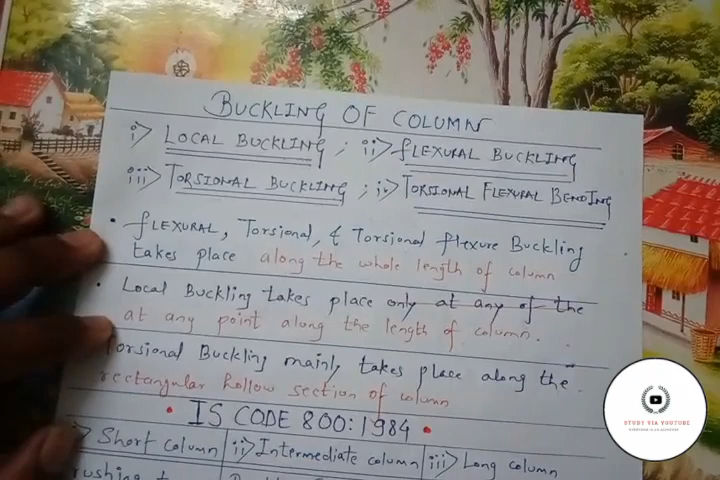 BUCKLING OF COLUMN
i> LOCAL BUCKLING ; ii> FLEXURAL BUCKLING
iii> TORSIONAL BUCKLING ; iv> TORSIONAL FLEXURAL BENDING
• FLEXURAL, Torsional, & Torsional flexure Buckling
takes place along the whole length of column
• Local Buckling takes place only at any of the
at any point along the length of column.
Torsional Buckling mainly takes place along the
rectangular hollow section of column
• IS CODE 800:1984 •
i> Short column ii> Intermediate column iii> Long column
STUDY VIA YOUTUBE